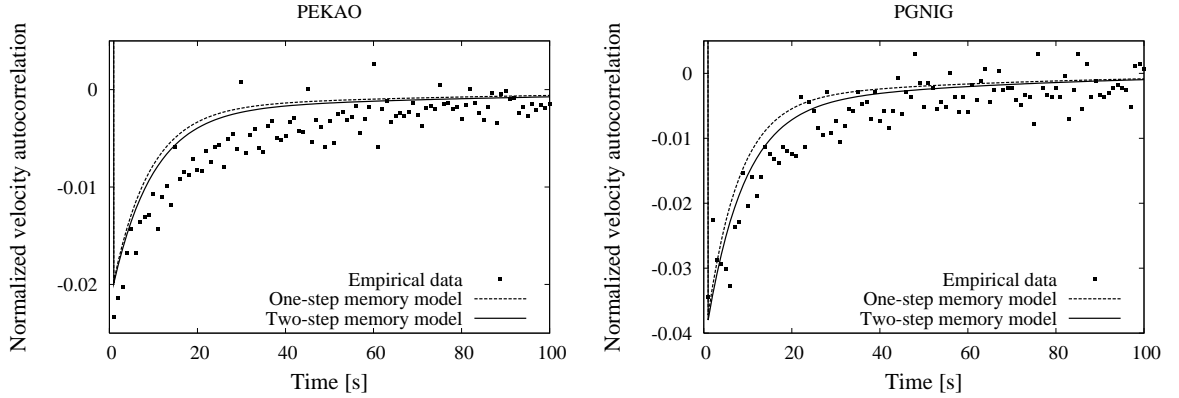 PEKAO
Normalized velocity autocorrelation
0
-0.01
-0.02
Empirical data
One-step memory model
Two-step memory model
0 20 40 60 80 100
Time [s]
PGNIG
Normalized velocity autocorrelation
0
-0.01
-0.02
-0.03
-0.04
Empirical data
One-step memory model
Two-step memory model
0 20 40 60 80 100
Time [s]